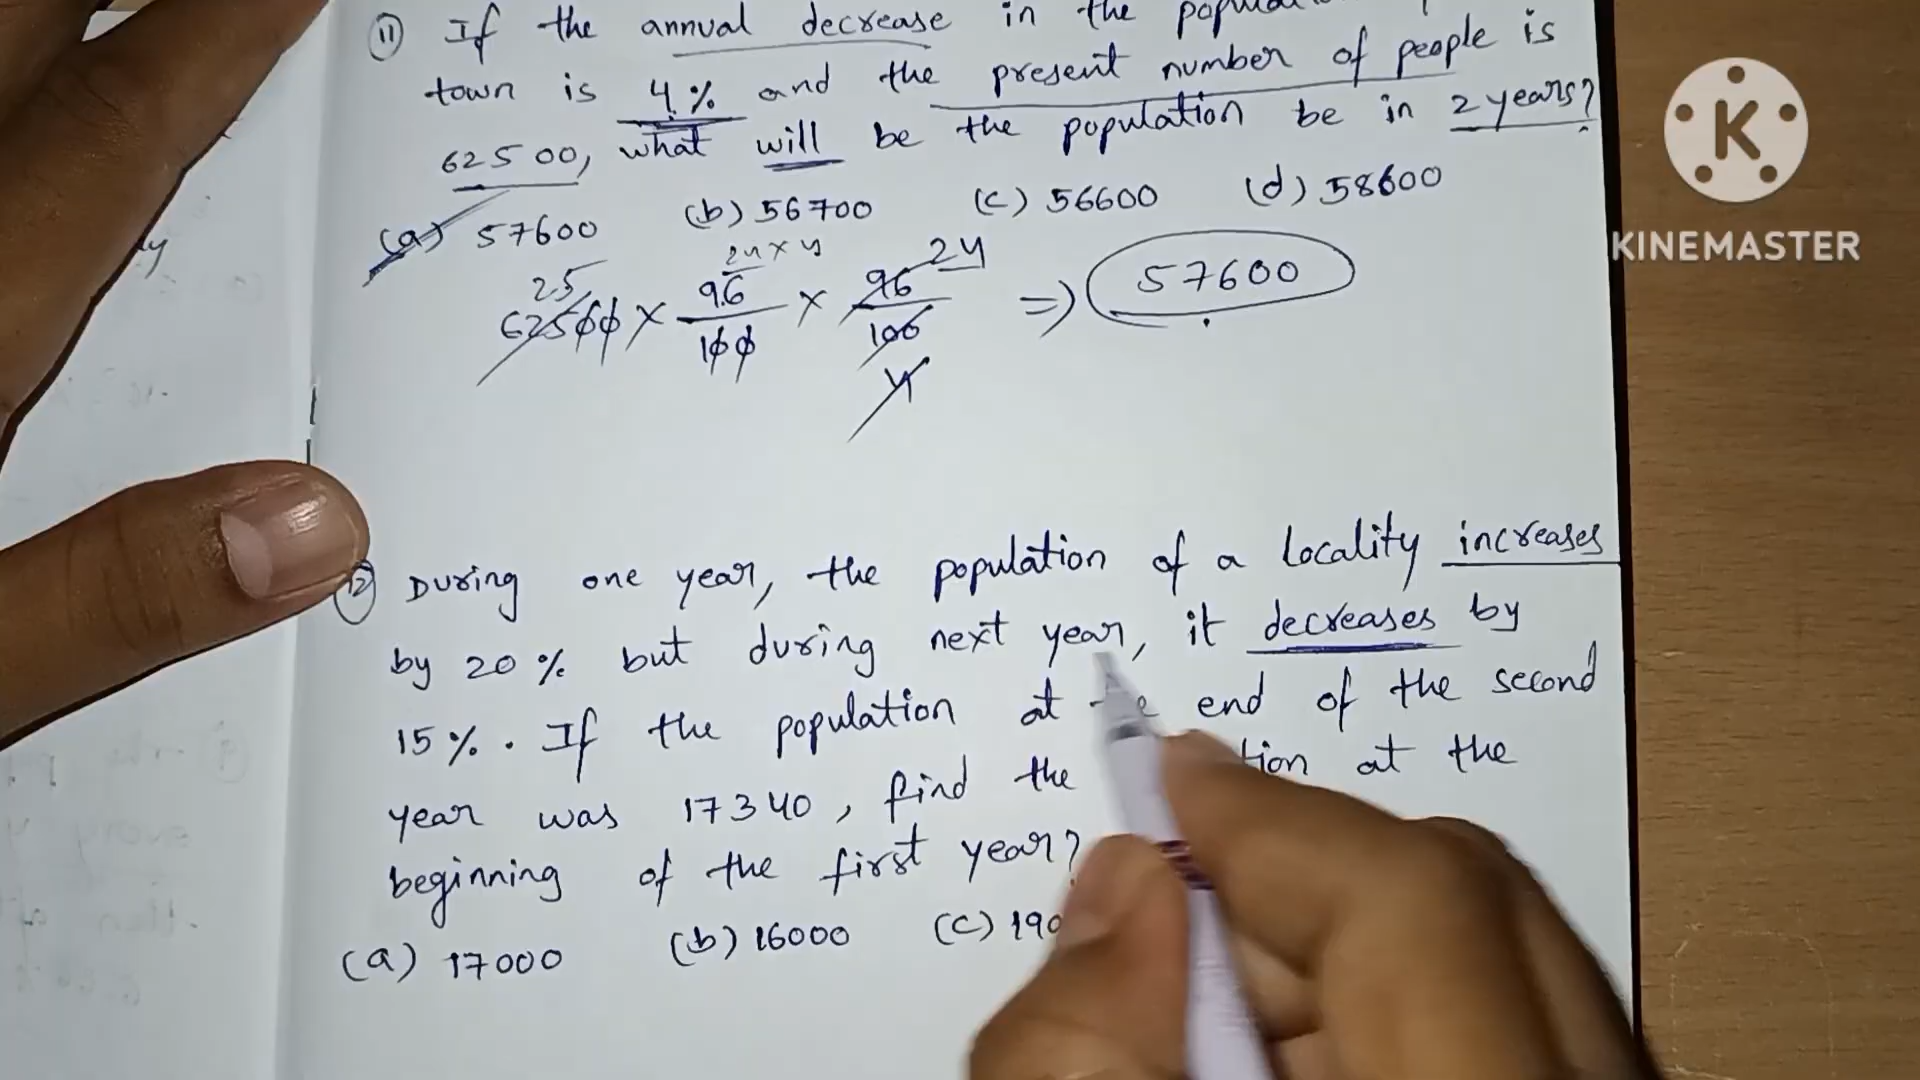 11 If the annual decrease in the
town is 4% and the present number of people is
62500, what will be the population be in 2 years?
(a) 57600 (b) 56700 (c) 56600 (d) 58600
25 24 x 4 24
62500 x 96/100 x 96/100 => 57600
4
12 During one year, the population of a locality increases
by 20% but during next year, it decreases by
15%. If the population at end of the second
year was 17340, find the at the
beginning of the first year?
(a) 17000 (b) 16000 (c)
K
KINEMASTER